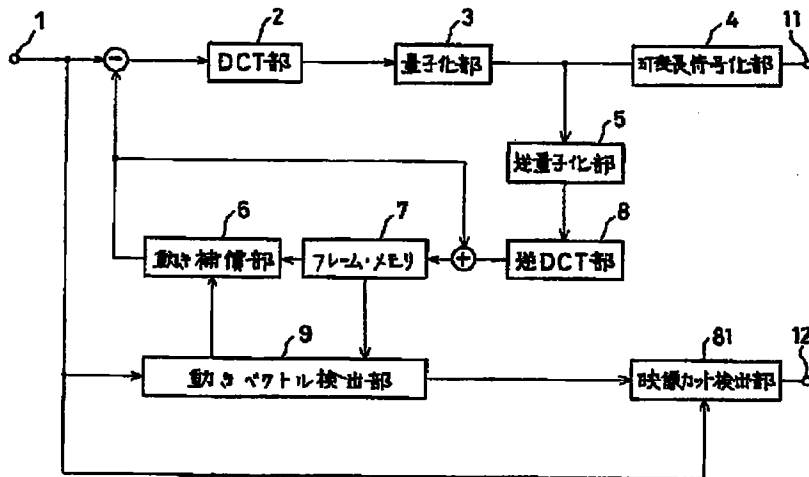 1
2
3
4
11
DCT部
量子化部
可変長符号化部
5
逆量子化部
6
7
8
動き補償部
フレーム・メモリ
逆DCT部
9
81
12
動きベクトル検出部
映像カット検出部